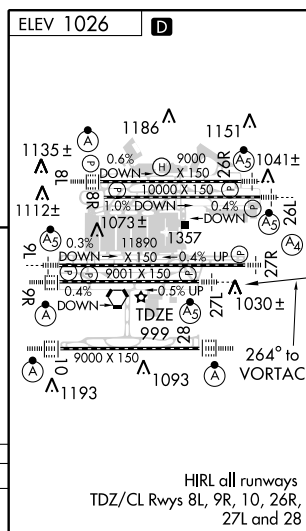 ELEV 1026 D
A
1186
1151
1135 ±
P
0.6%
H
9000
26R
A5
1041±
8L
DOWN
X 150
8R
P
10000 X 150
P
1112±
1.0% DOWN
0.4%
P
26L
DOWN
A5
1073±
1357
A5
9L
0.3%
11890
A4
DOWN
X 150
0.4% UP
P
27R
P
P
9001 X 150
9R
0.4%
0.5% UP
27L
1030 ±
A
DOWN
TDZE
A5
999
28
264° to
VORTAC
A
10
9000 X 150
A
1193
1093
HIRL all runways
TDZ/CL Rwys 8L, 9R, 10, 26R,
27L and 28